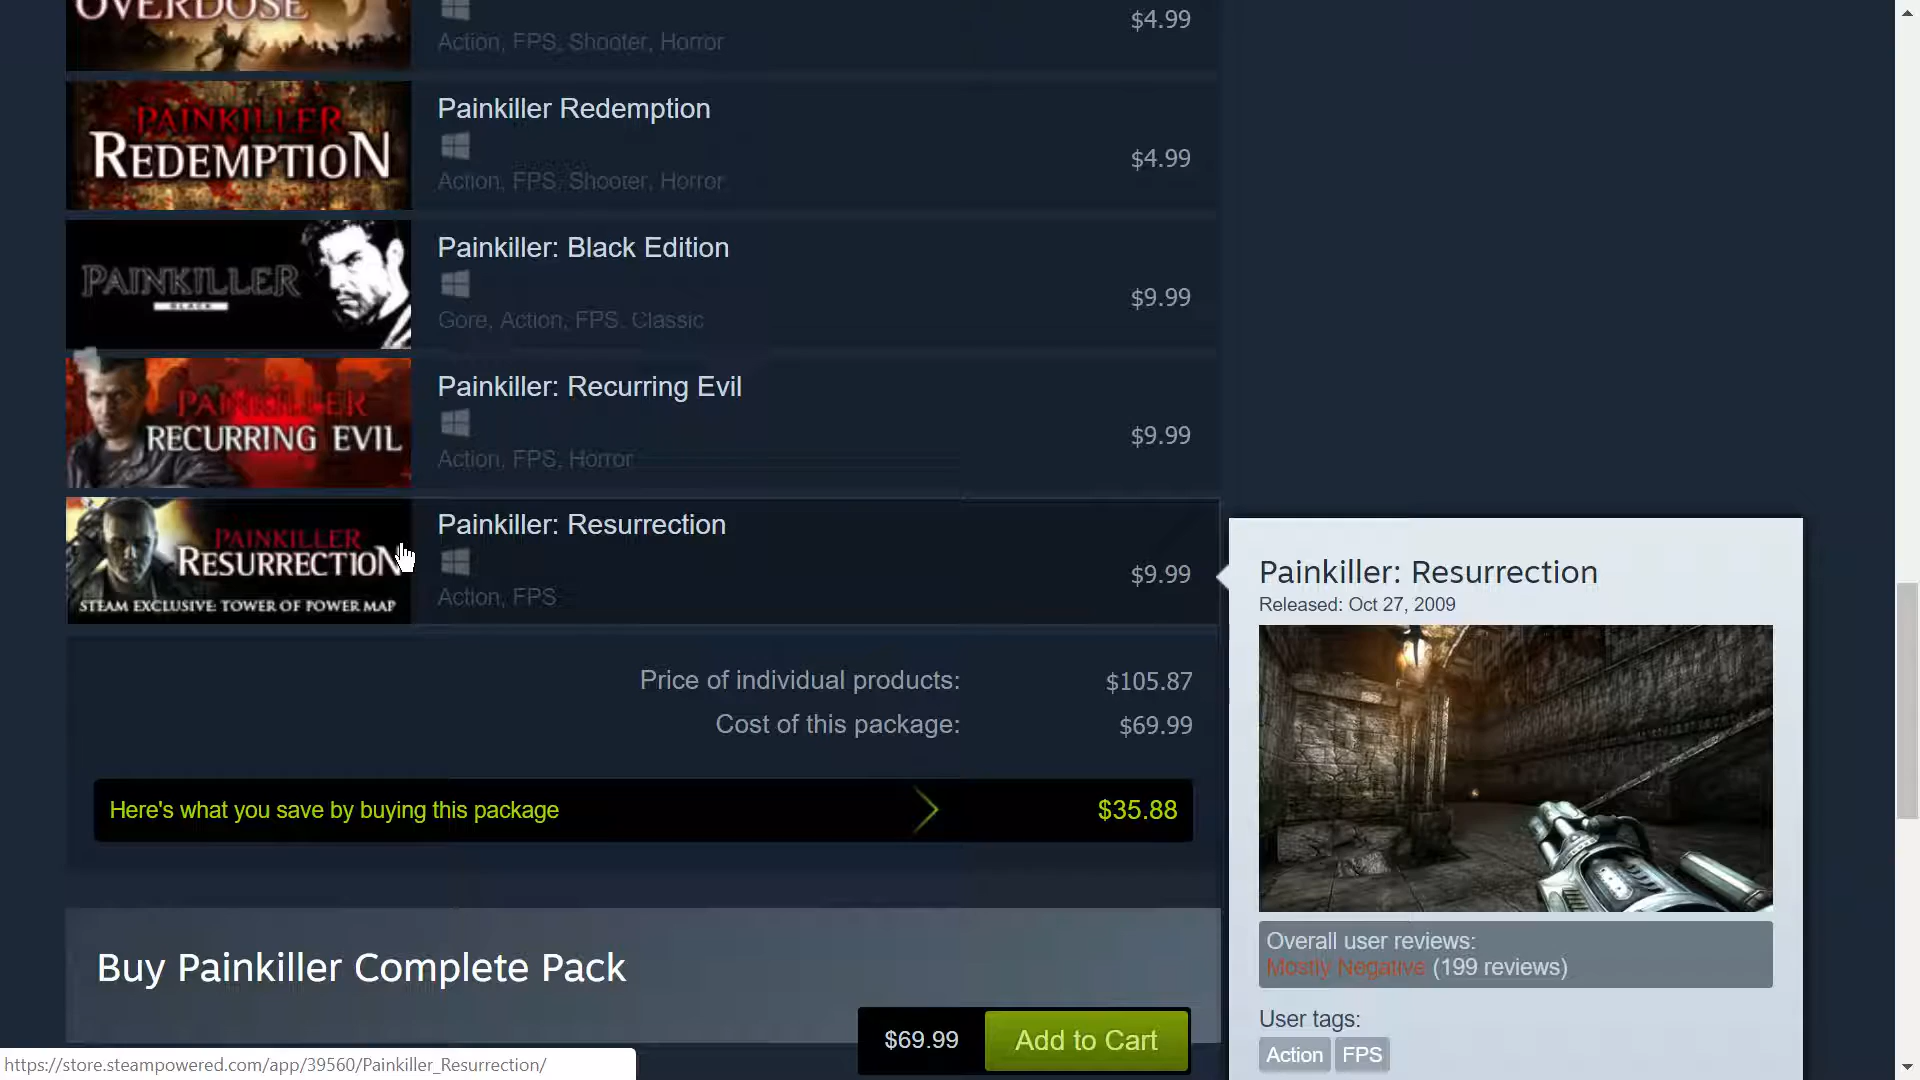 OVERDOSE
$4.99
Action, FPS, Shooter, Horror
PAINKILLER
REDEMPTION
Painkiller Redemption
$4.99
Action, FPS, Shooter, Horror
PAINKILLER
BLACK
Painkiller: Black Edition
$9.99
Gore, Action, FPS, Classic
PAINKILLER
RECURRING EVIL
Painkiller: Recurring Evil
$9.99
Action, FPS, Horror
PAINKILLER
RESURRECTION
STEAM EXCLUSIVE: TOWER OF POWER MAP
Painkiller: Resurrection
$9.99
Action, FPS
Price of individual products: $105.87
Cost of this package: $69.99
Here's what you save by buying this package $35.88
Buy Painkiller Complete Pack
$69.99 Add to Cart
Painkiller: Resurrection
Released: Oct 27, 2009
Overall user reviews:
Mostly Negative (199 reviews)
User tags:
Action FPS
https://store.steampowered.com/app/39560/Painkiller_Resurrection/